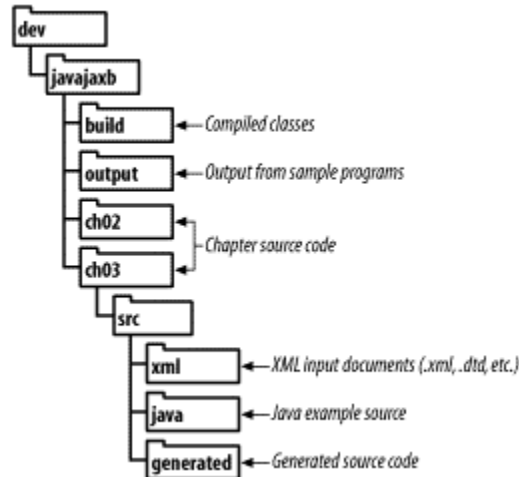 dev
javajaxb
build Compiled classes
output Output from sample programs
ch02
Chapter source code
ch03
src
xml XML input documents (.xml, .dtd, etc.)
java Java example source
generated Generated source code